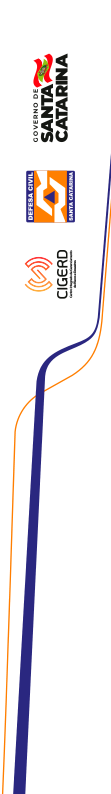 GOVERNO DE
SANTA
CATARINA
DEFESA CIVIL
SANTA CATARINA
CIGERD